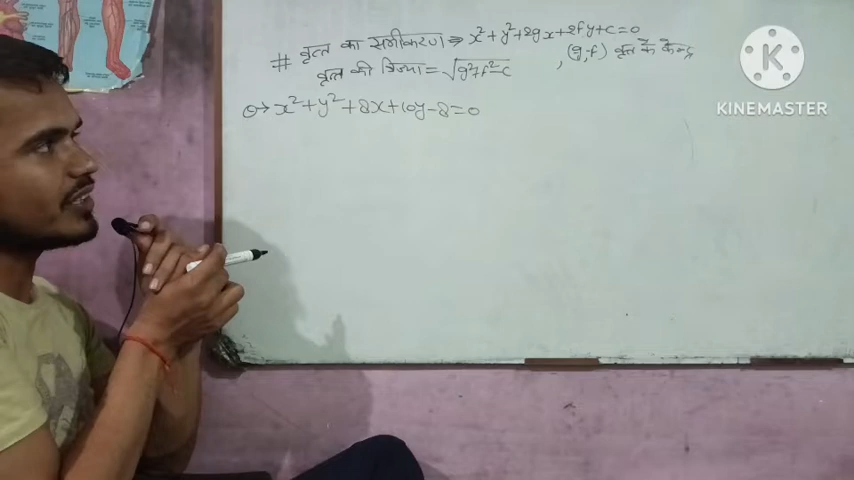 # वृत्त का समीकरण ⇒ x²+y²+2gx+2fy+c=0
वृत्त की त्रिज्या = √g²+f²-c , (g,-f) वृत्त के केन्द्र
Q→ x²+y²+8x+10y-8=0
KINEMASTER